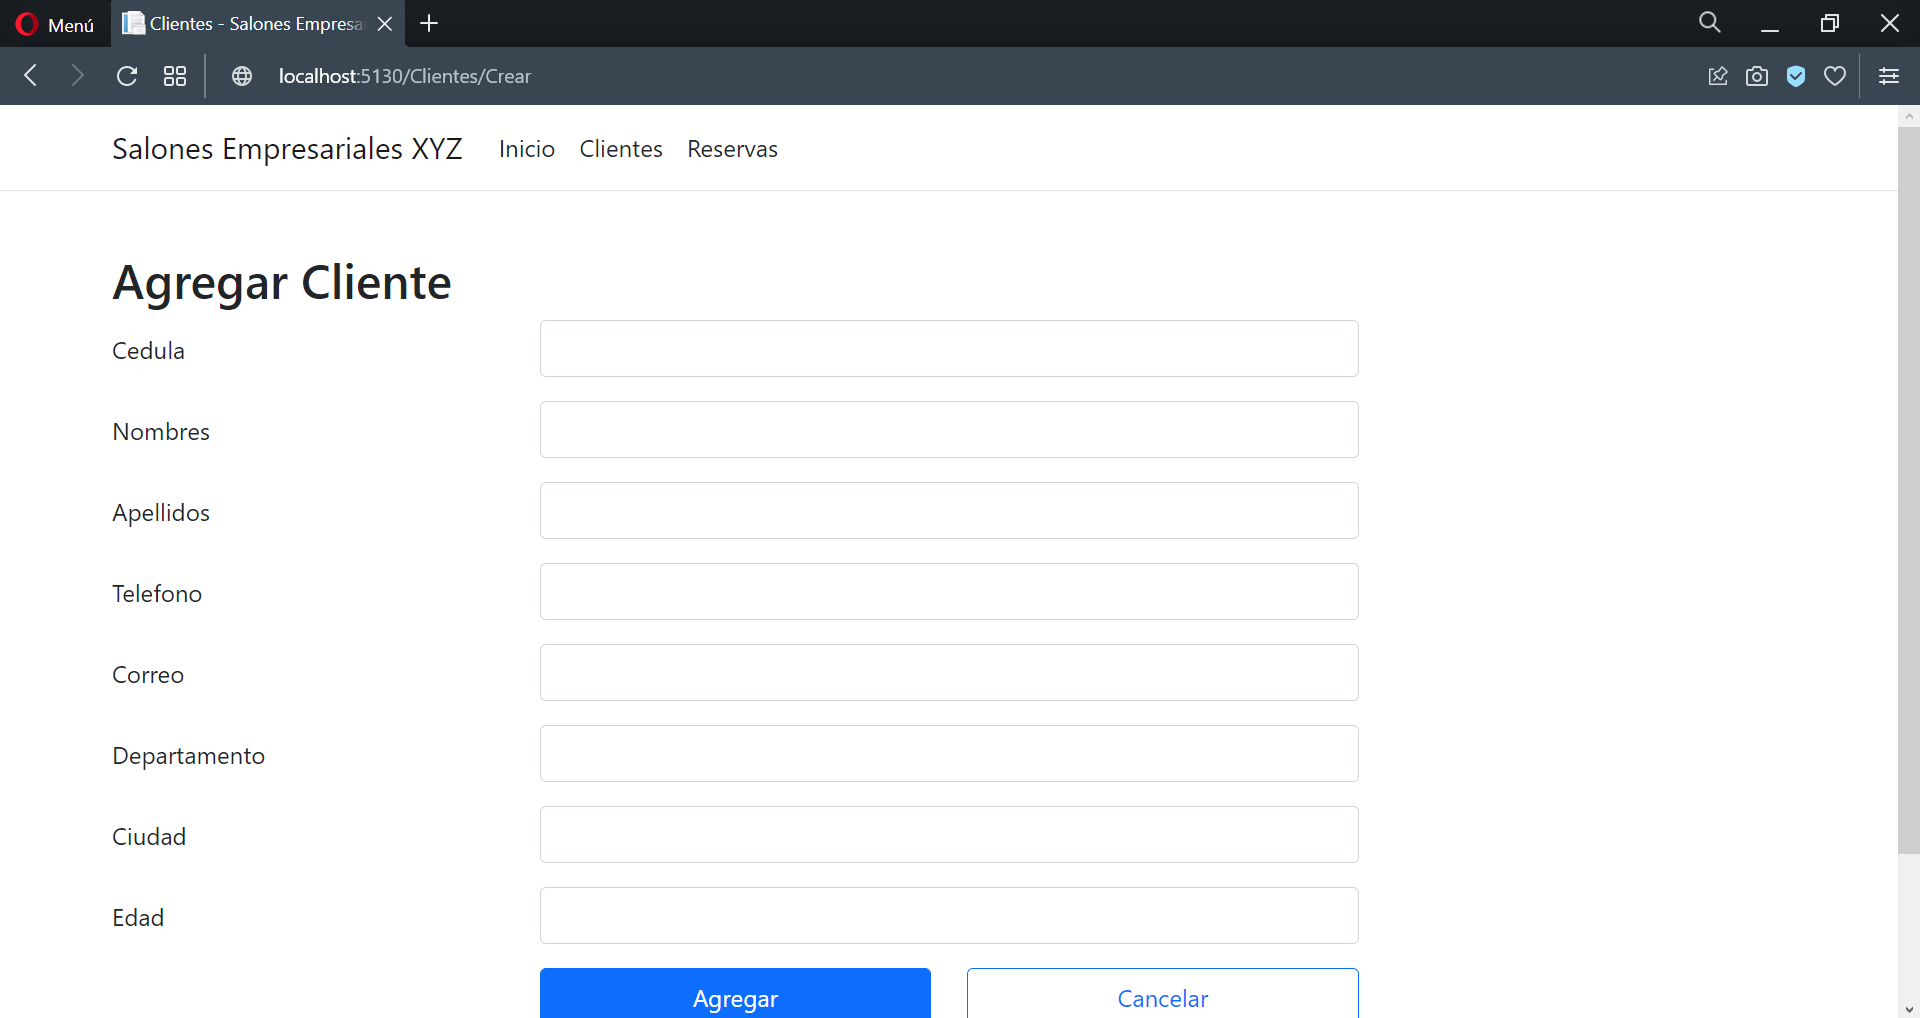 Menú
Clientes - Salones Empresa
localhost:5130/Clientes/Crear
Salones Empresariales XYZ Inicio Clientes Reservas
Agregar Cliente
Cedula
Nombres
Apellidos
Telefono
Correo
Departamento
Ciudad
Edad
Agregar Cancelar